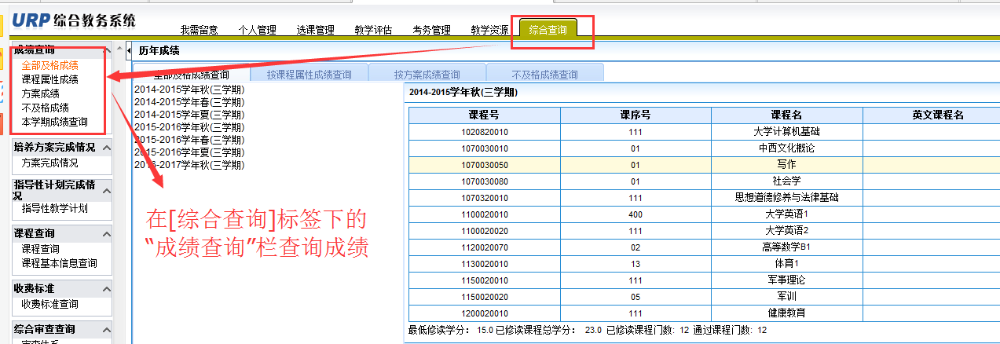 URP 综合教务系统
我需留意 个人管理 选课管理 教学评估 考务管理 教学资源 综合查询
成绩查询
全部及格成绩
课程属性成绩
方案成绩
不及格成绩
本学期成绩查询
培养方案完成情况
方案完成情况
指导性计划完成情
况
指导性教学计划
课程查询
课程查询
课程基本信息查询
收费标准
收费标准查询
综合审查查询
历年成绩
全部及格成绩查询 按课程属性成绩查询 按方案成绩查询 不及格成绩查询
2014-2015学年秋(三学期)
2014-2015学年春(三学期)
2014-2015学年夏(三学期)
2015-2016学年秋(三学期)
2015-2016学年春(三学期)
2015-2016学年夏(三学期)
2016-2017学年秋(三学期)
在[综合查询]标签下的
“成绩查询”栏查询成绩
2014-2015学年秋(三学期)
课程号 课序号 课程名 英文课程名
1020820010 111 大学计算机基础
1070030010 01 中西文化概论
1070030050 01 写作
1070030080 01 社会学
1070320010 111 思想道德修养与法律基础
1100020010 400 大学英语1
1100020020 111 大学英语2
1120020070 02 高等数学B1
1130020010 13 体育1
1150020010 111 军事理论
1150020020 05 军训
1200020010 111 健康教育
最低修读学分： 15.0 已修读课程总学分： 23.0 已修读课程门数: 12 通过课程门数: 12